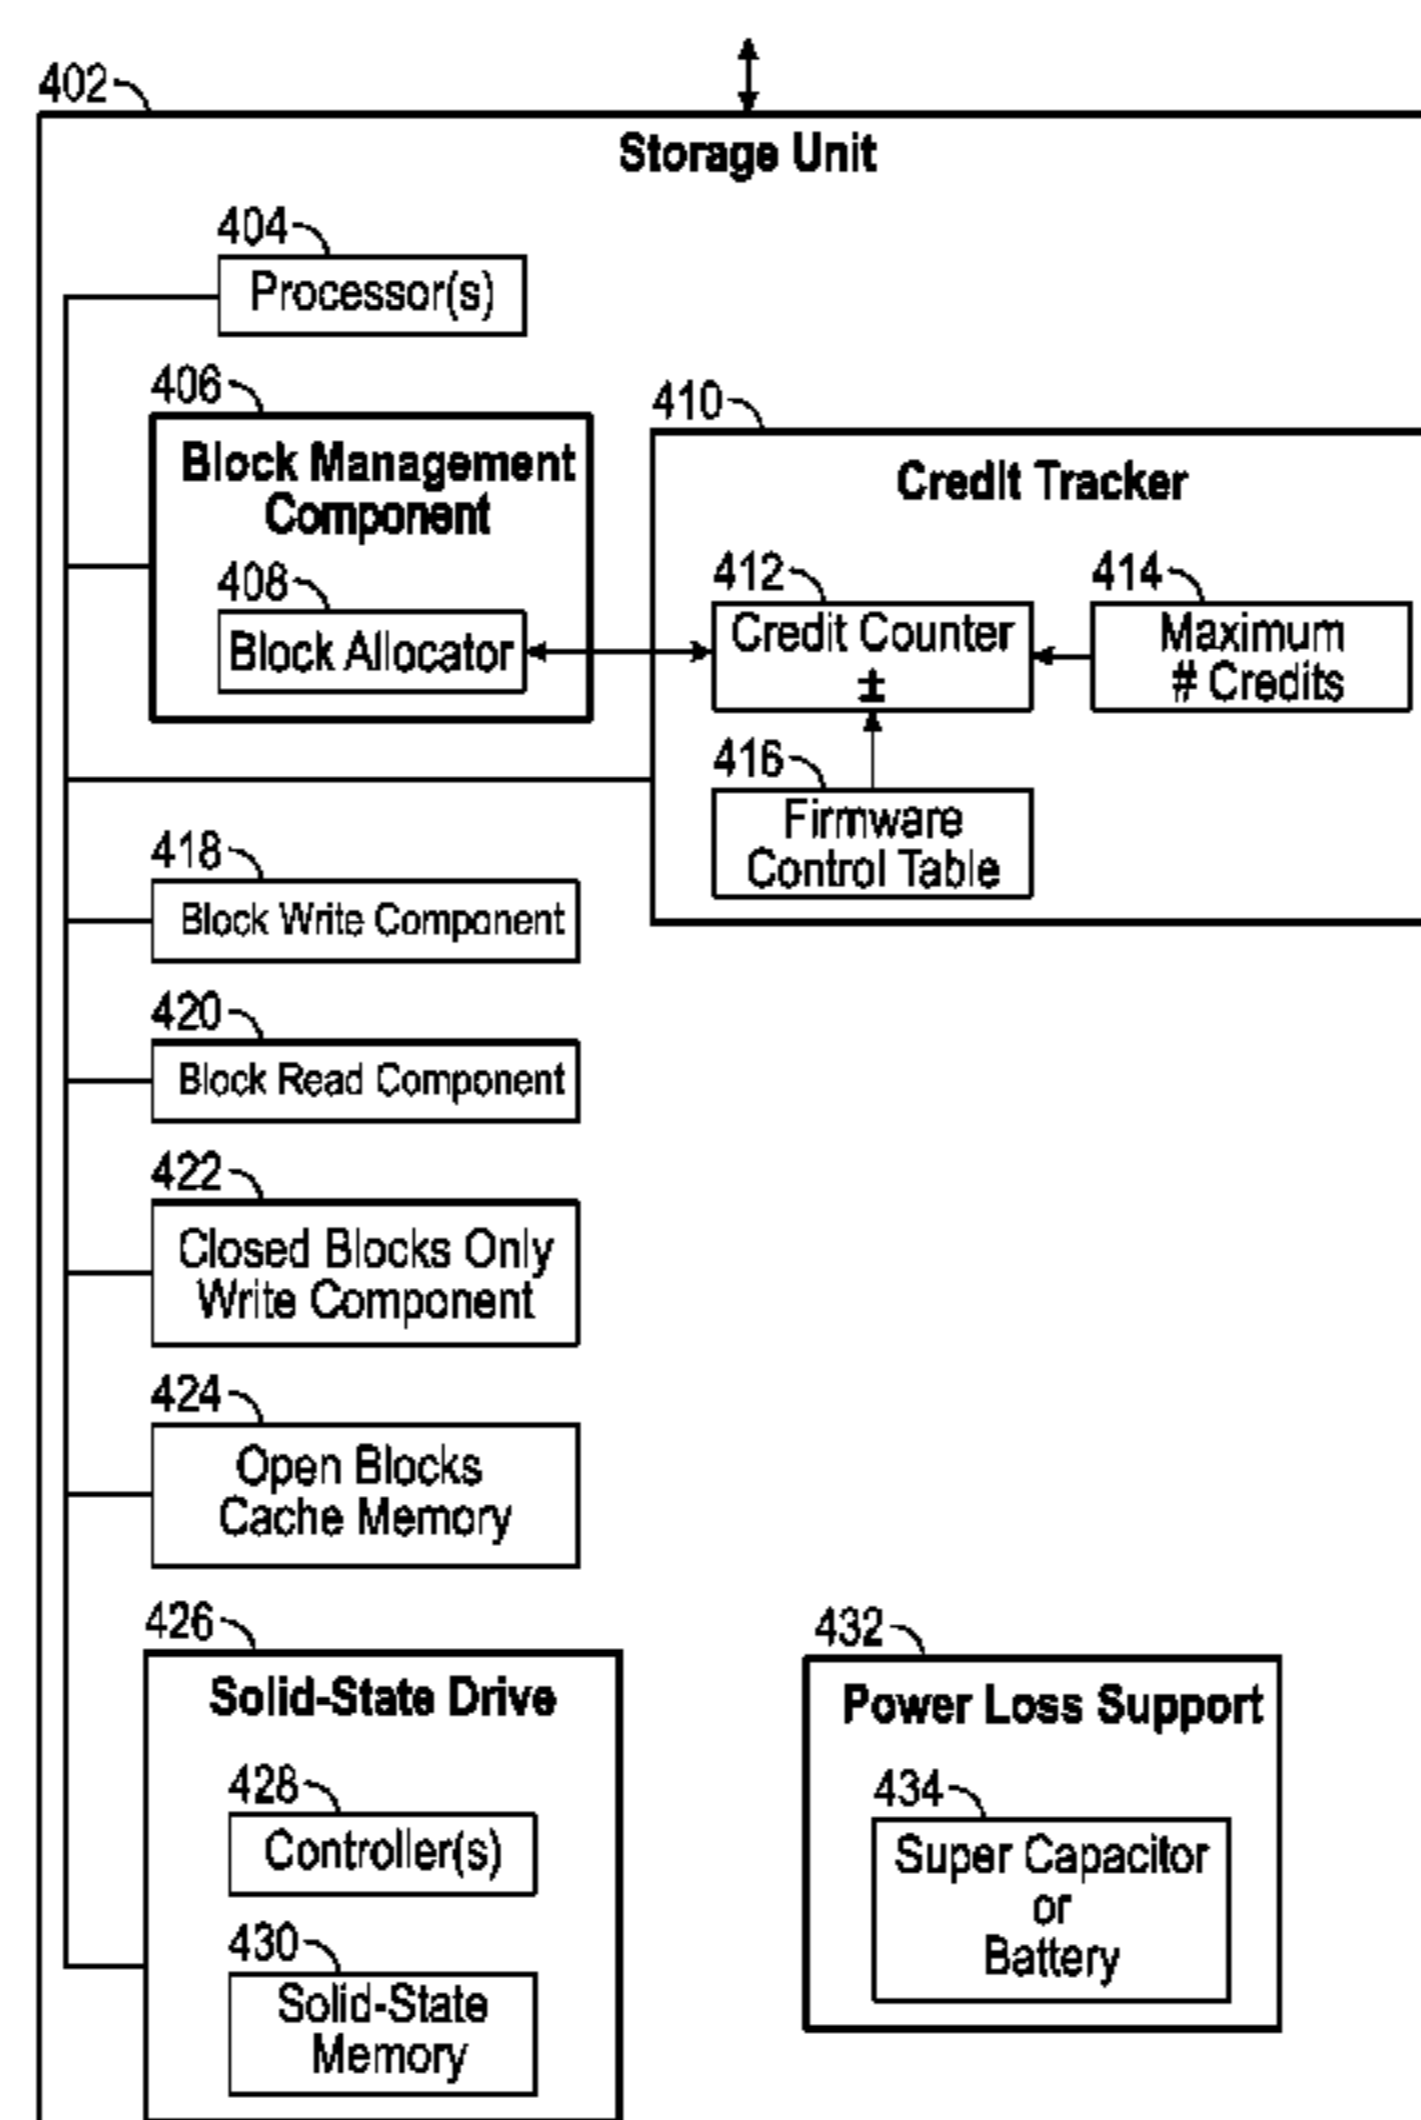 402
Storage Unit
404
Processor(s)
406
Block Management
Component
408
Block Allocator
410
Credit Tracker
412
Credit Counter
±
414
Maximum
# Credits
416
Firmware
Control Table
418
Block Write Component
420
Block Read Component
422
Closed Blocks Only
Write Component
424
Open Blocks
Cache Memory
426
Solid-State Drive
428
Controller(s)
430
Solid-State
Memory
432
Power Loss Support
434
Super Capacitor
or
Battery